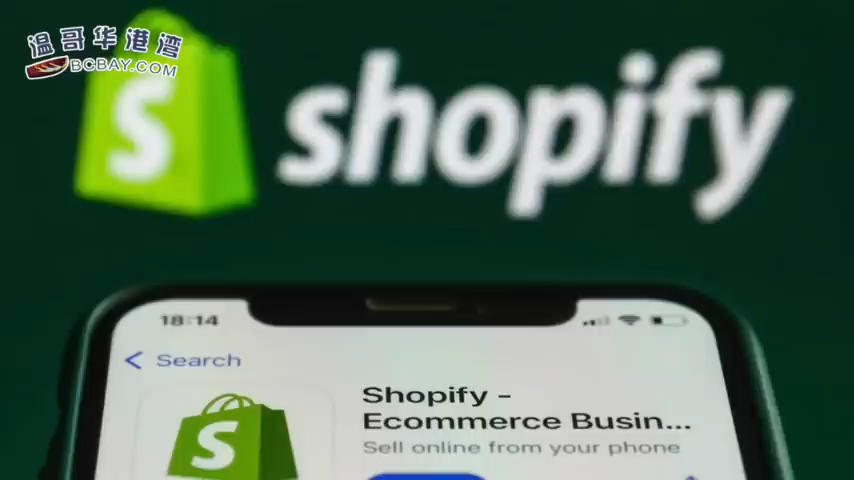 温哥华港湾
BCBAY.COM
S shopify
18:14
Search
S
Shopify -
Ecommerce Busin...
Sell online from your phone